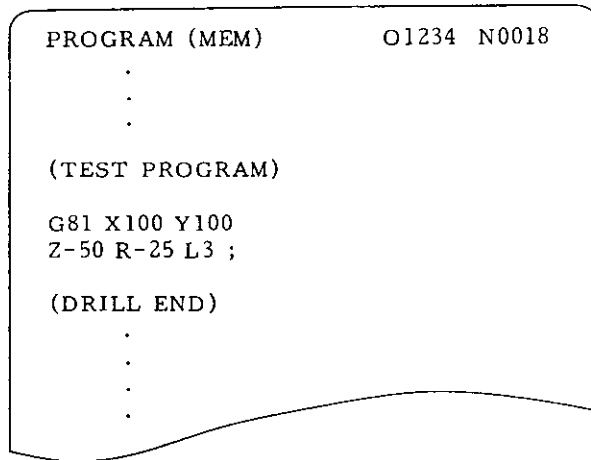 PROGRAM (MEM) O1234 N0018
.
.
.
(TEST PROGRAM)
G81 X100 Y100
Z-50 R-25 L3 ;
(DRILL END)
.
.
.
.